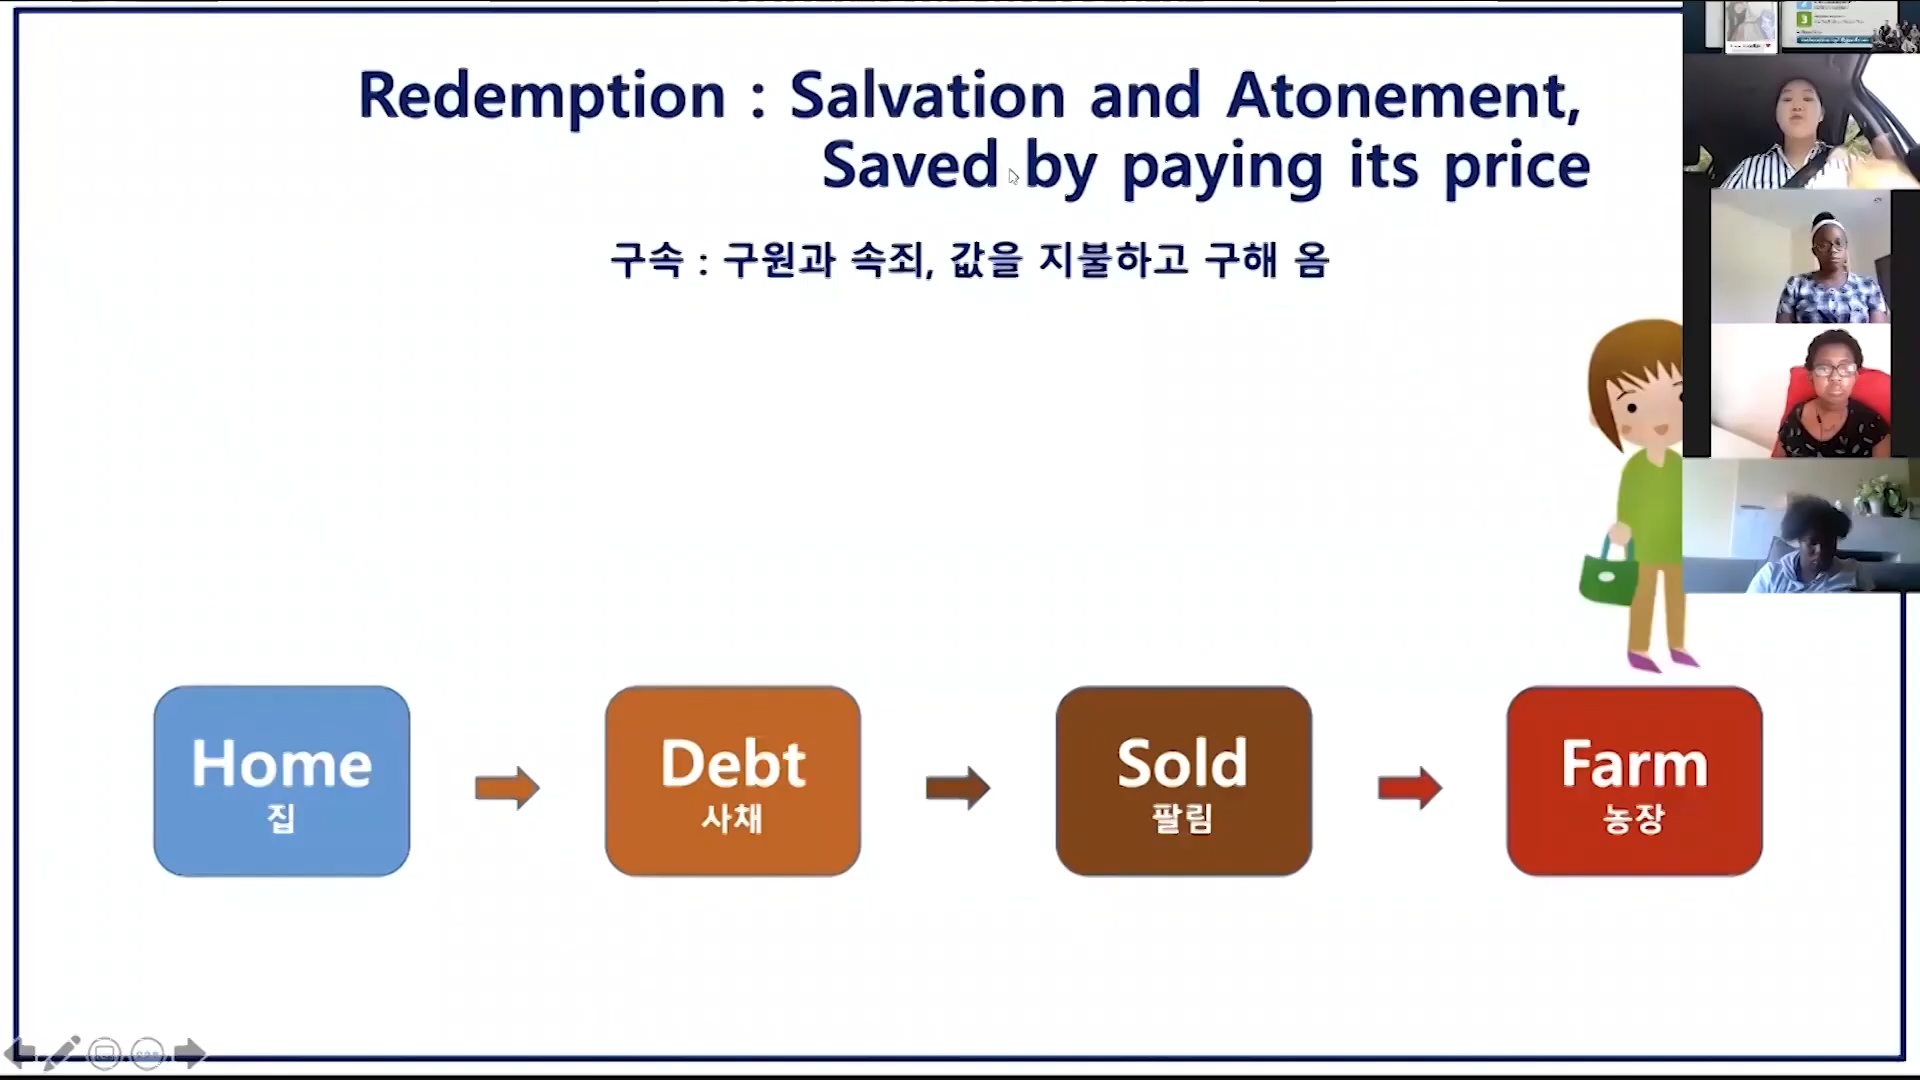 Redemption : Salvation and Atonement,
Saved by paying its price
구속 : 구원과 속죄, 값을 지불하고 구해 옴
Home
집
Debt
사채
Sold
팔림
Farm
농장
3